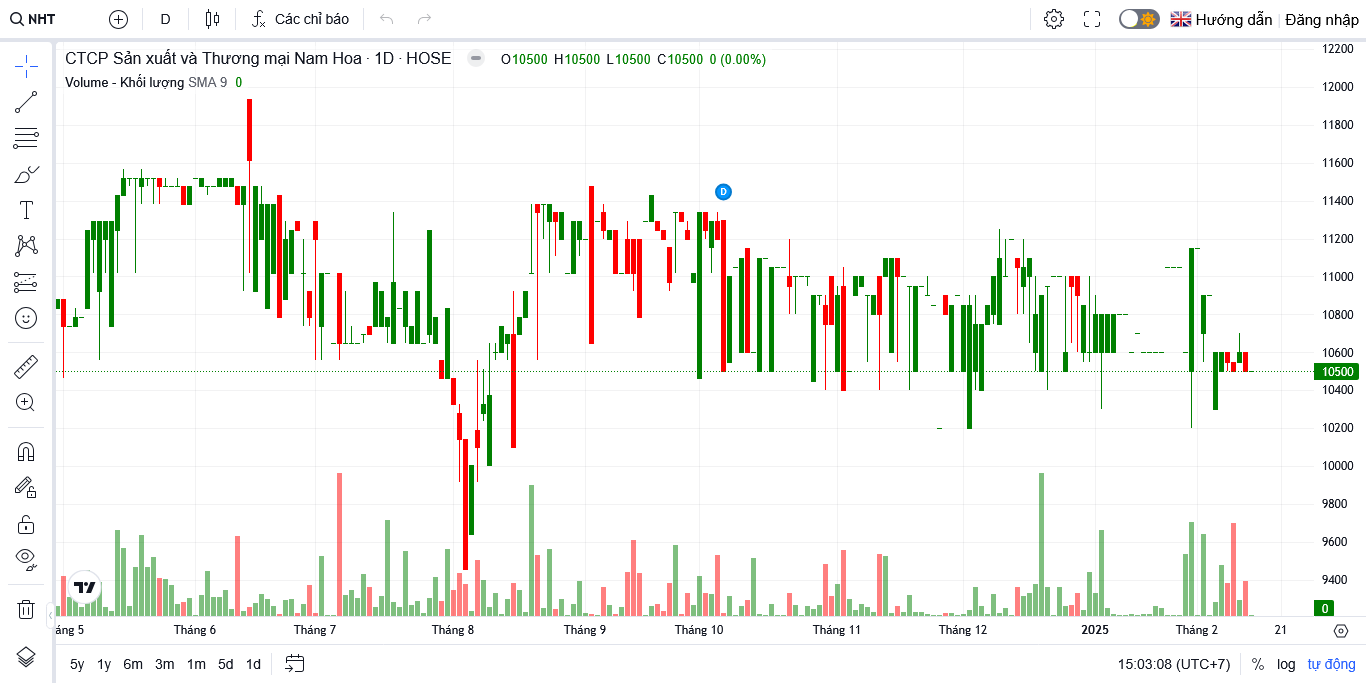 NHT D Các chỉ báo Hướng dẫn Đăng nhập
CTCP Sản xuất và Thương mại Nam Hoa · 1D · HOSE O10500 H10500 L10500 C10500 0 (0.00%)
Volume - Khối lượng SMA 9 0
12200
12000
11800
11600
11400
D
11200
11000
10800
10600
10500
10400
10200
10000
9800
9600
9400
0
áng 5 Tháng 6 Tháng 7 Tháng 8 Tháng 9 Tháng 10 Tháng 11 Tháng 12 2025 Tháng 2 21
5y 1y 6m 3m 1m 5d 1d 15:03:08 (UTC+7) % log tự động